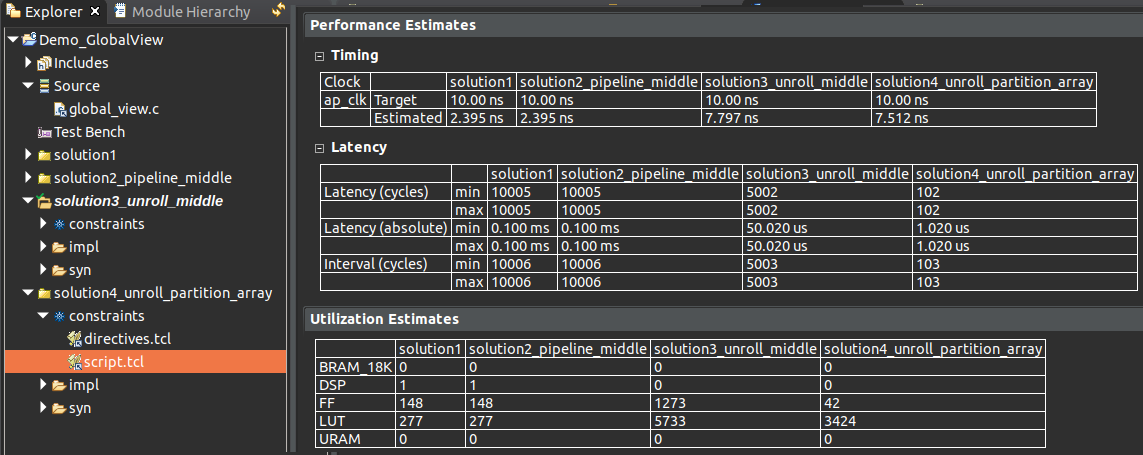 Explorer
Module Hierarchy
Demo_GlobalView
Includes
Source
global_view.c
Test Bench
solution1
solution2_pipeline_middle
solution3_unroll_middle
constraints
impl
syn
solution4_unroll_partition_array
constraints
directives.tcl
script.tcl
impl
syn
Performance Estimates
Timing
Clock solution1 solution2_pipeline_middle solution3_unroll_middle solution4_unroll_partition_array
ap_clk Target 10.00 ns 10.00 ns 10.00 ns 10.00 ns
Estimated 2.395 ns 2.395 ns 7.797 ns 7.512 ns
Latency
solution1 solution2_pipeline_middle solution3_unroll_middle solution4_unroll_partition_array
Latency (cycles) min 10005 10005 5002 102
max 10005 10005 5002 102
Latency (absolute) min 0.100 ms 0.100 ms 50.020 us 1.020 us
max 0.100 ms 0.100 ms 50.020 us 1.020 us
Interval (cycles) min 10006 10006 5003 103
max 10006 10006 5003 103
Utilization Estimates
solution1 solution2_pipeline_middle solution3_unroll_middle solution4_unroll_partition_array
BRAM_18K 0 0 0 0
DSP 1 1 0 0
FF 148 148 1273 42
LUT 277 277 5733 3424
URAM 0 0 0 0